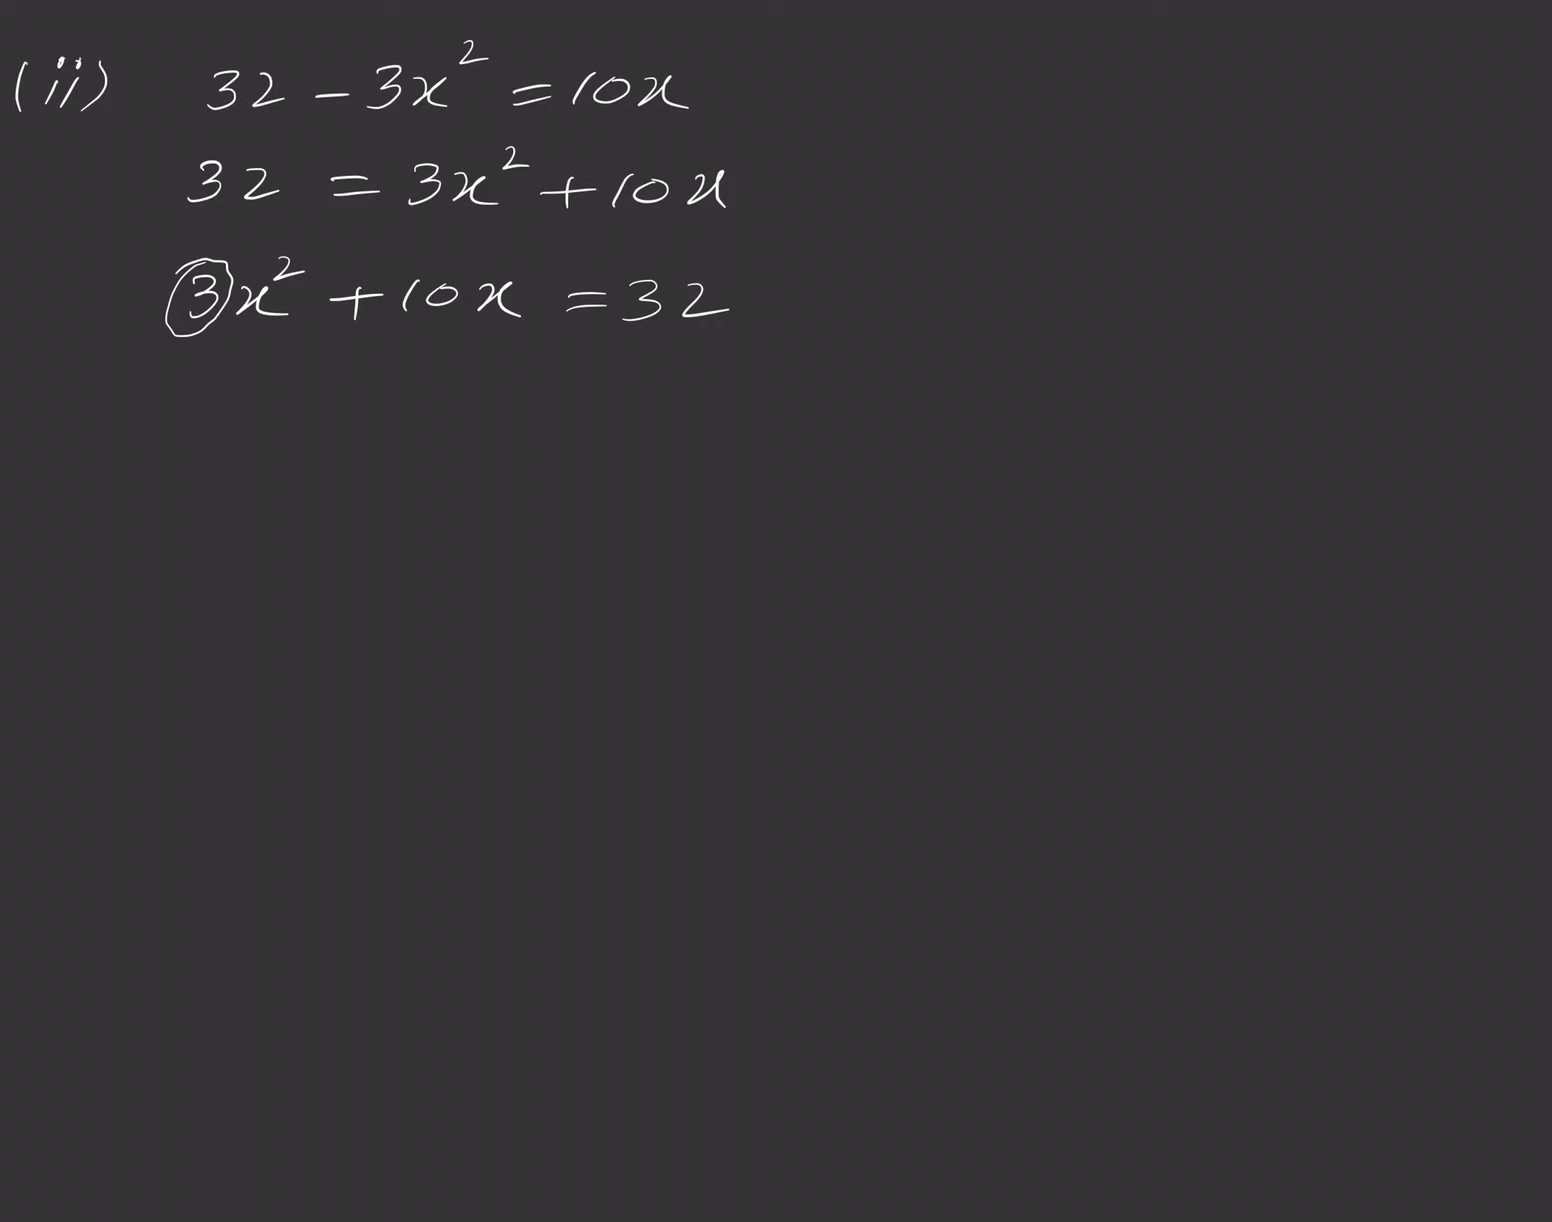 (ii) 32 - 3x² = 10x
32 = 3x² + 10x
3x² + 10x = 32